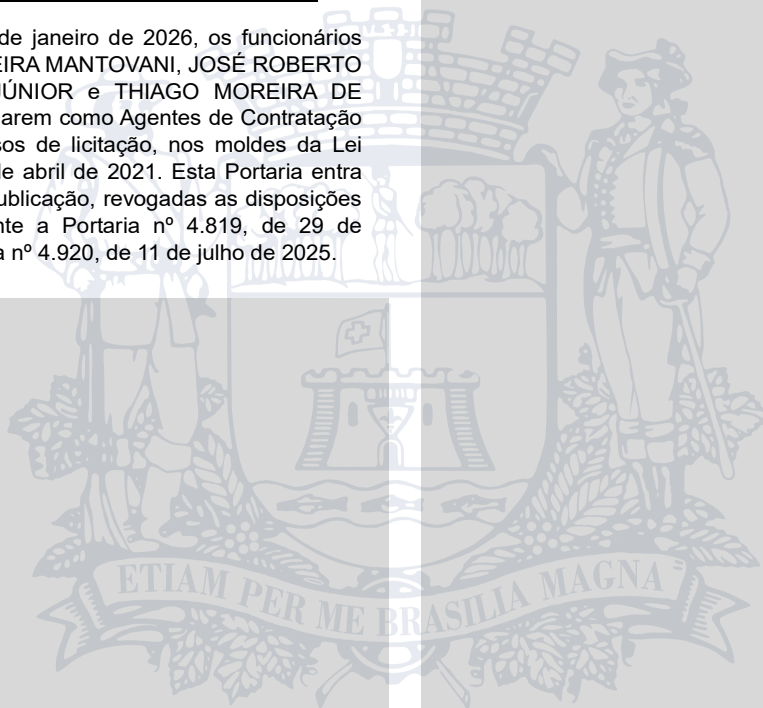 de janeiro de 2026, os funcionários
EIRA MANTOVANI, JOSÉ ROBERTO
JÚNIOR e THIAGO MOREIRA DE
arem como Agentes de Contratação
sos de licitação, nos moldes da Lei
de abril de 2021. Esta Portaria entra
ublicação, revogadas as disposições
nte a Portaria nº 4.819, de 29 de
a nº 4.920, de 11 de julho de 2025.
ETIAM PER ME BRASILIA MAGNA